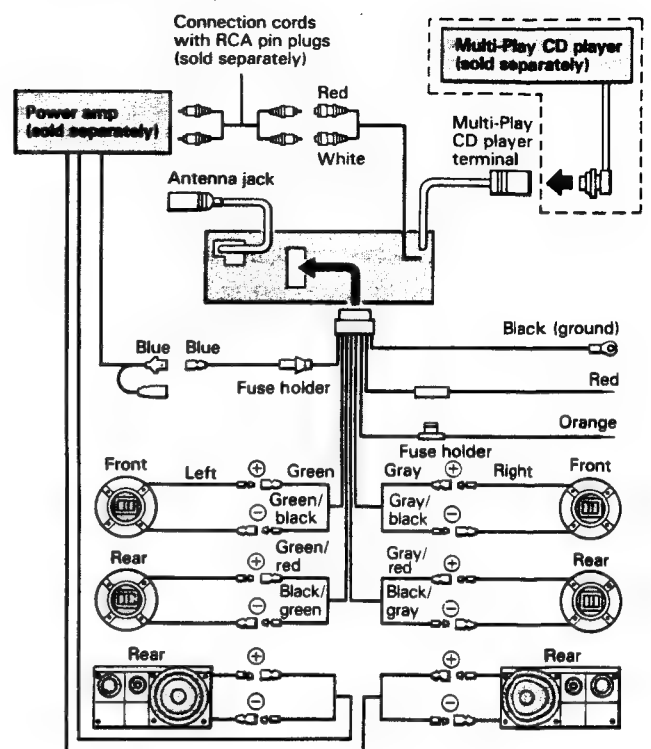 Connection cords
with RCA pin plugs
(sold separately)
Multi-Play CD player
(sold separately)
Red
Power amp
(sold separately)
White
Multi-Play
CD player
terminal
Antenna jack
Black (ground)
Blue
Blue
Fuse holder
Red
Orange
Fuse holder
Front
Left
⊕
Green
Gray
⊕
Right
Front
⊖
Green/
black
Gray/
black
⊖
Rear
⊕
Green/
red
Gray/
red
⊕
Rear
⊖
Black/
green
Black/
gray
⊖
Rear
⊕
⊕
Rear
⊖
⊖